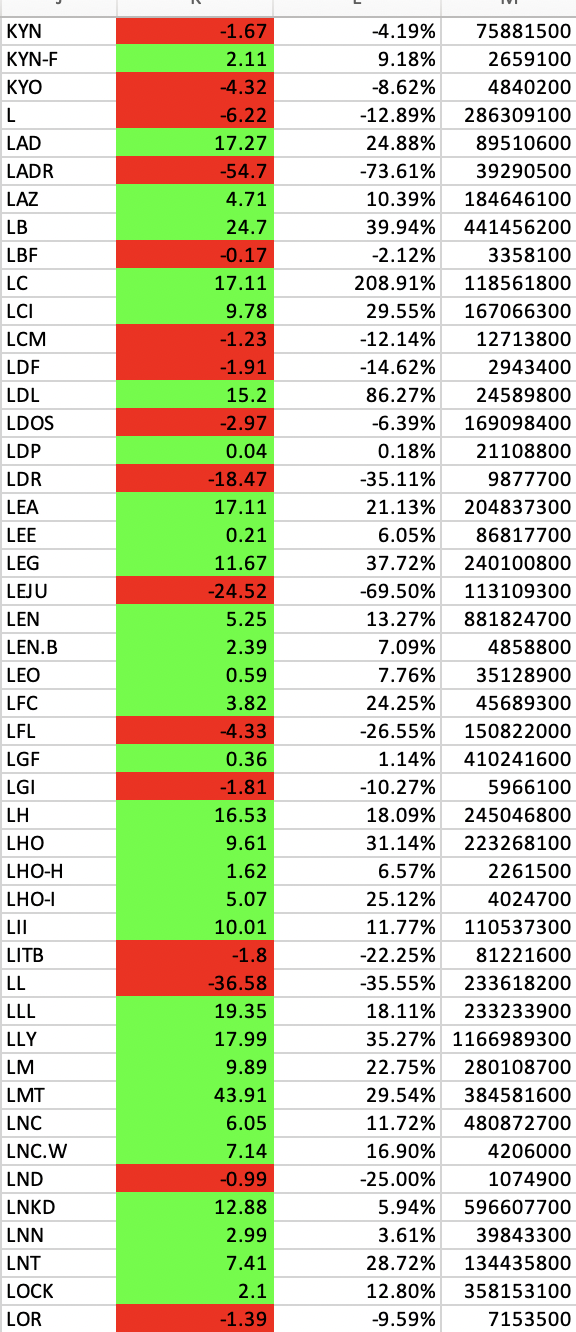 KYN -1.67 -4.19% 75881500
KYN-F 2.11 9.18% 2659100
KYO -4.32 -8.62% 4840200
L -6.22 -12.89% 286309100
LAD 17.27 24.88% 89510600
LADR -54.7 -73.61% 39290500
LAZ 4.71 10.39% 184646100
LB 24.7 39.94% 441456200
LBF -0.17 -2.12% 3358100
LC 17.11 208.91% 118561800
LCI 9.78 29.55% 167066300
LCM -1.23 -12.14% 12713800
LDF -1.91 -14.62% 2943400
LDL 15.2 86.27% 24589800
LDOS -2.97 -6.39% 169098400
LDP 0.04 0.18% 21108800
LDR -18.47 -35.11% 9877700
LEA 17.11 21.13% 204837300
LEE 0.21 6.05% 86817700
LEG 11.67 37.72% 240100800
LEJU -24.52 -69.50% 113109300
LEN 5.25 13.27% 881824700
LEN.B 2.39 7.09% 4858800
LEO 0.59 7.76% 35128900
LFC 3.82 24.25% 45689300
LFL -4.33 -26.55% 150822000
LGF 0.36 1.14% 410241600
LGI -1.81 -10.27% 5966100
LH 16.53 18.09% 245046800
LHO 9.61 31.14% 223268100
LHO-H 1.62 6.57% 2261500
LHO-I 5.07 25.12% 4024700
LII 10.01 11.77% 110537300
LITB -1.8 -22.25% 81221600
LL -36.58 -35.55% 233618200
LLL 19.35 18.11% 233233900
LLY 17.99 35.27% 1166989300
LM 9.89 22.75% 280108700
LMT 43.91 29.54% 384581600
LNC 6.05 11.72% 480872700
LNC.W 7.14 16.90% 4206000
LND -0.99 -25.00% 1074900
LNKD 12.88 5.94% 596607700
LNN 2.99 3.61% 39843300
LNT 7.41 28.72% 134435800
LOCK 2.1 12.80% 358153100
LOR -1.39 -9.59% 7153500